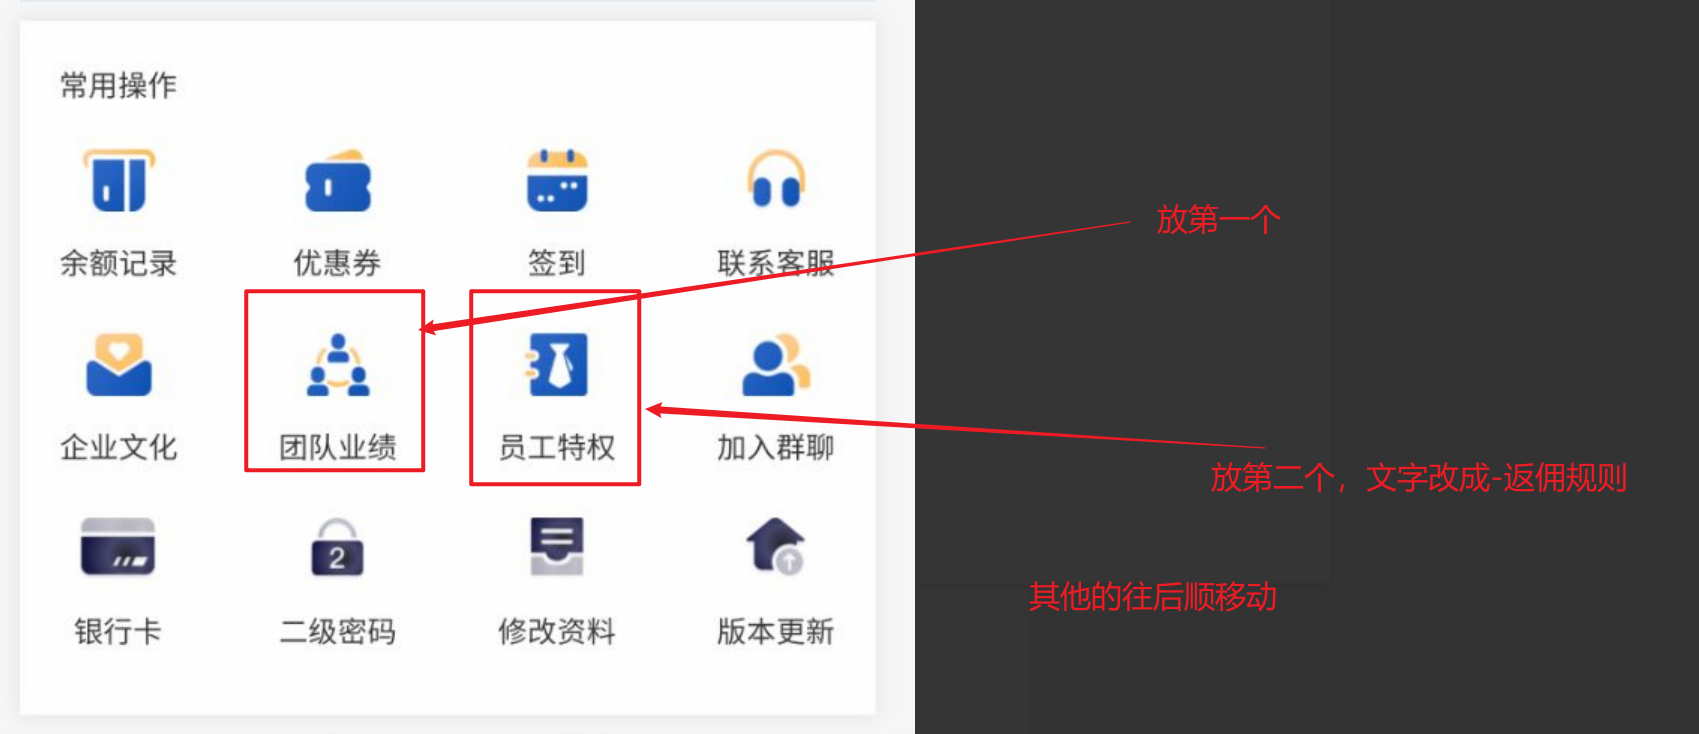 常用操作
余额记录
优惠券
签到
联系客服
放第一个
企业文化
团队业绩
员工特权
加入群聊
放第二个，文字改成-返佣规则
其他的往后顺移动
2
银行卡
二级密码
修改资料
版本更新